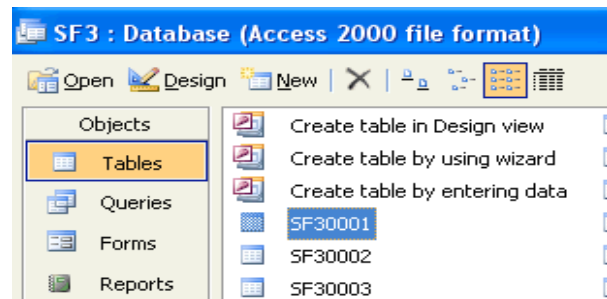 SF3 : Database (Access 2000 file format)
Open Design New
Objects
Tables
Queries
Forms
Reports
Create table in Design view
Create table by using wizard
Create table by entering data
SF30001
SF30002
SF30003